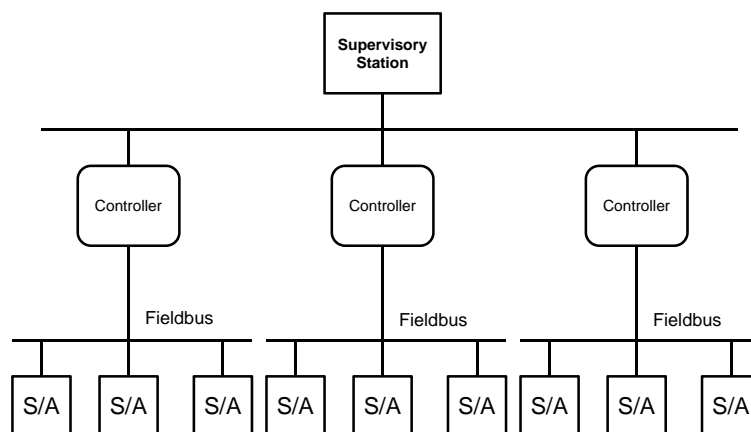 Supervisory
Station
Controller
Controller
Controller
Fieldbus
Fieldbus
Fieldbus
S/A
S/A
S/A
S/A
S/A
S/A
S/A
S/A
S/A